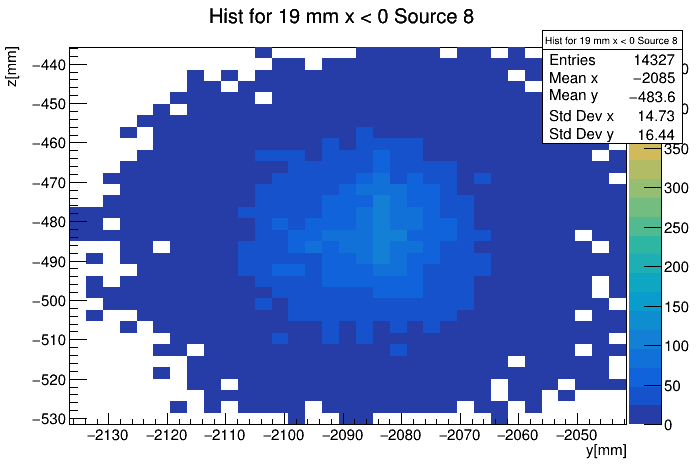 Hist for 19 mm x < 0 Source 8
Hist for 19 mm x < 0 Source 8
Entries 14327
Mean x −2085
Mean y −483.6
Std Dev x 14.73
Std Dev y 16.44
z[mm]
−440
−450
−460
−470
−480
−490
−500
−510
−520
−530
350
300
250
200
150
100
50
0
−2130 −2120 −2110 −2100 −2090 −2080 −2070 −2060 −2050
y[mm]